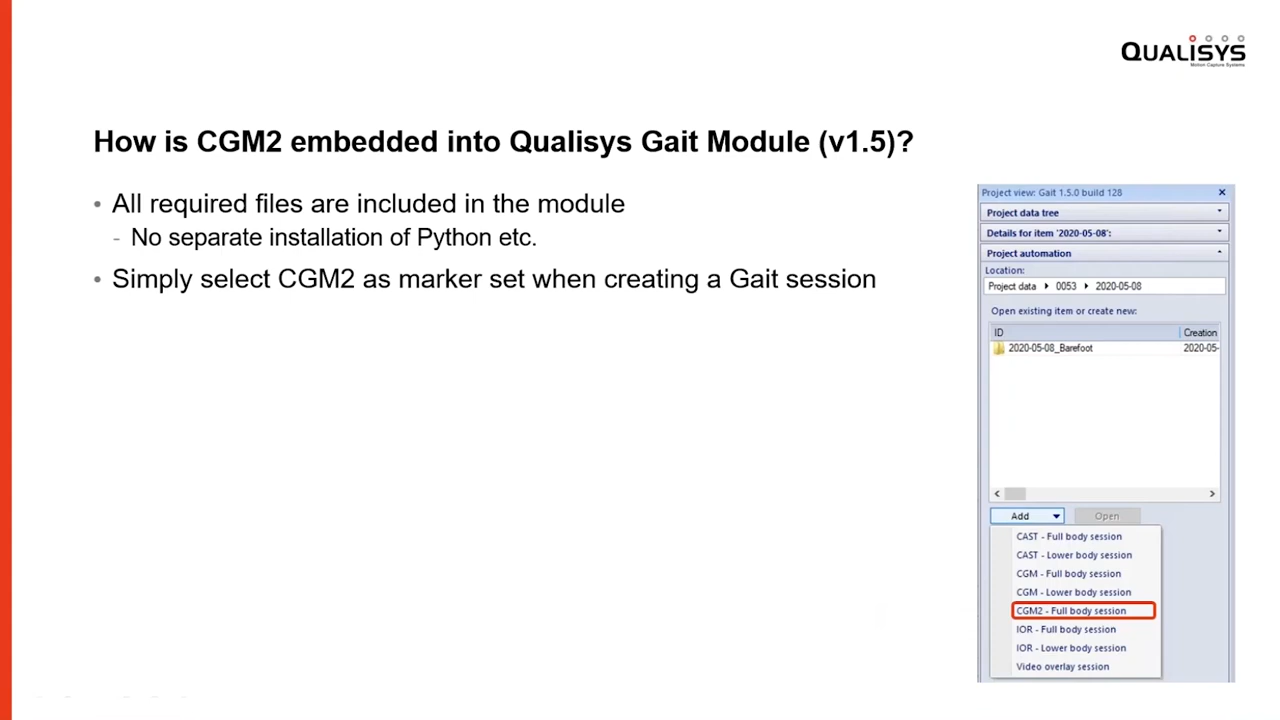 QUALISYS
Motion Capture Systems
How is CGM2 embedded into Qualisys Gait Module (v1.5)?
• All required files are included in the module
- No separate installation of Python etc.
• Simply select CGM2 as marker set when creating a Gait session
Project view: Gait 1.5.0 build 128
Project data tree
Details for item '2020-05-08':
Project automation
Location:
Project data ▶ 0053 ▶ 2020-05-08
Open existing item or create new:
ID Creation
2020-05-08_Barefoot 2020-05-
Add Open
CAST - Full body session
CAST - Lower body session
CGM - Full body session
CGM - Lower body session
CGM2 - Full body session
IOR - Full body session
IOR - Lower body session
Video overlay session